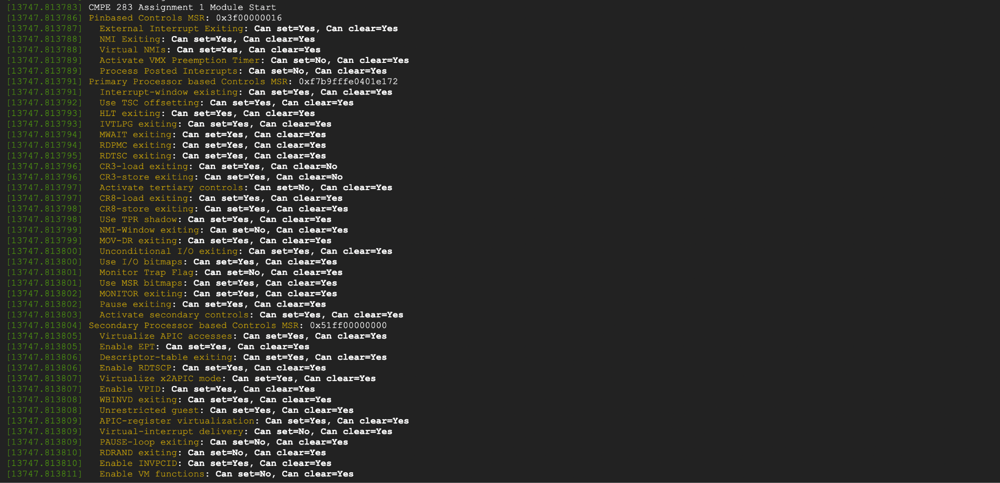 [13747.813783] CMPE 283 Assignment 1 Module Start
[13747.813786] Pinbased Controls MSR: 0x3f00000016
[13747.813787]   External Interrupt Exiting: Can set=Yes, Can clear=Yes
[13747.813788]   NMI Exiting: Can set=Yes, Can clear=Yes
[13747.813788]   Virtual NMIs: Can set=Yes, Can clear=Yes
[13747.813789]   Activate VMX Preemption Timer: Can set=No, Can clear=Yes
[13747.813789]   Process Posted Interrupts: Can set=No, Can clear=Yes
[13747.813791] Primary Processor based Controls MSR: 0xf7b9fffe0401e172
[13747.813791]   Interrupt-window existing: Can set=Yes, Can clear=Yes
[13747.813792]   Use TSC offsetting: Can set=Yes, Can clear=Yes
[13747.813793]   HLT exiting: Can set=Yes, Can clear=Yes
[13747.813793]   IVTLPG exiting: Can set=Yes, Can clear=Yes
[13747.813794]   MWAIT exiting: Can set=Yes, Can clear=Yes
[13747.813794]   RDPMC exiting: Can set=Yes, Can clear=Yes
[13747.813795]   RDTSC exiting: Can set=Yes, Can clear=Yes
[13747.813796]   CR3-load exiting: Can set=Yes, Can clear=No
[13747.813796]   CR3-store exiting: Can set=Yes, Can clear=No
[13747.813797]   Activate tertiary controls: Can set=No, Can clear=Yes
[13747.813797]   CR8-load exiting: Can set=Yes, Can clear=Yes
[13747.813798]   CR8-store exiting: Can set=Yes, Can clear=Yes
[13747.813798]   USe TPR shadow: Can set=Yes, Can clear=Yes
[13747.813799]   NMI-Window exiting: Can set=No, Can clear=Yes
[13747.813799]   MOV-DR exiting: Can set=Yes, Can clear=Yes
[13747.813800]   Unconditional I/O exiting: Can set=Yes, Can clear=Yes
[13747.813800]   Use I/O bitmaps: Can set=Yes, Can clear=Yes
[13747.813801]   Monitor Trap Flag: Can set=No, Can clear=Yes
[13747.813801]   Use MSR bitmaps: Can set=Yes, Can clear=Yes
[13747.813802]   MONITOR exiting: Can set=Yes, Can clear=Yes
[13747.813802]   Pause exiting: Can set=Yes, Can clear=Yes
[13747.813803]   Activate secondary controls: Can set=Yes, Can clear=Yes
[13747.813804] Secondary Processor based Controls MSR: 0x51ff00000000
[13747.813805]   Virtualize APIC accesses: Can set=Yes, Can clear=Yes
[13747.813805]   Enable EPT: Can set=Yes, Can clear=Yes
[13747.813806]   Descriptor-table exiting: Can set=Yes, Can clear=Yes
[13747.813806]   Enable RDTSCP: Can set=Yes, Can clear=Yes
[13747.813807]   Virtualize x2APIC mode: Can set=Yes, Can clear=Yes
[13747.813807]   Enable VPID: Can set=Yes, Can clear=Yes
[13747.813808]   WBINVD exiting: Can set=Yes, Can clear=Yes
[13747.813808]   Unrestricted guest: Can set=Yes, Can clear=Yes
[13747.813809]   APIC-register virtualization: Can set=Yes, Can clear=Yes
[13747.813809]   Virtual-interrupt delivery: Can set=No, Can clear=Yes
[13747.813809]   PAUSE-loop exiting: Can set=No, Can clear=Yes
[13747.813810]   RDRAND exiting: Can set=No, Can clear=Yes
[13747.813810]   Enable INVPCID: Can set=Yes, Can clear=Yes
[13747.813811]   Enable VM functions: Can set=No, Can clear=Yes